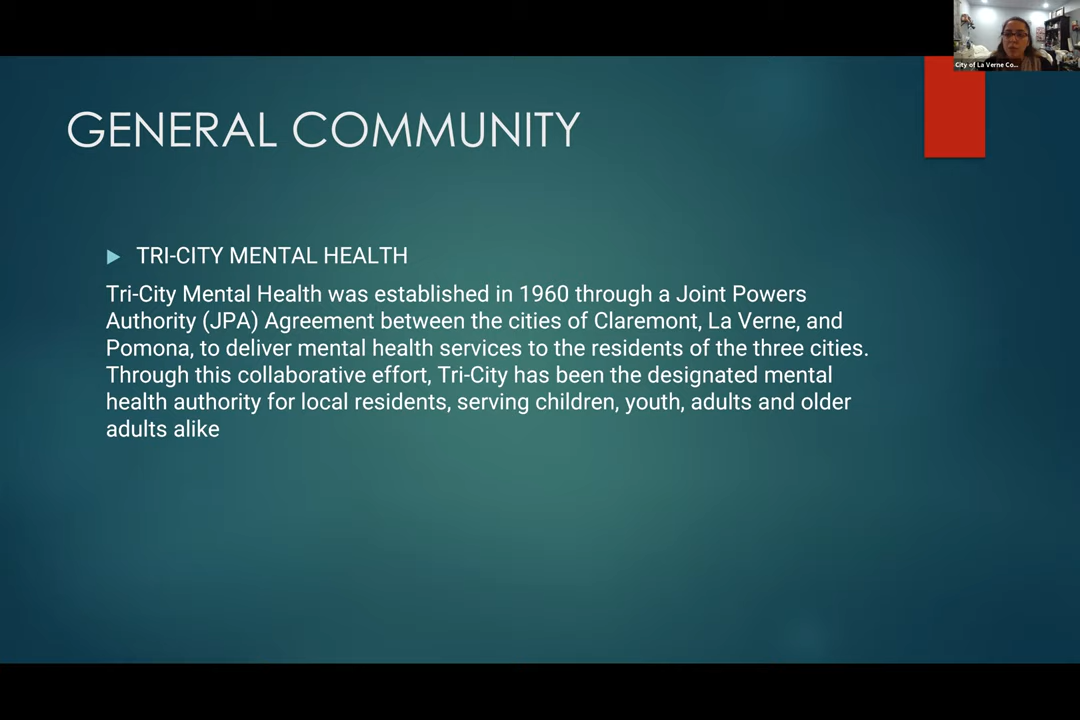 City of La Verne Co...
GENERAL COMMUNITY
TRI-CITY MENTAL HEALTH
Tri-City Mental Health was established in 1960 through a Joint Powers
Authority (JPA) Agreement between the cities of Claremont, La Verne, and
Pomona, to deliver mental health services to the residents of the three cities.
Through this collaborative effort, Tri-City has been the designated mental
health authority for local residents, serving children, youth, adults and older
adults alike